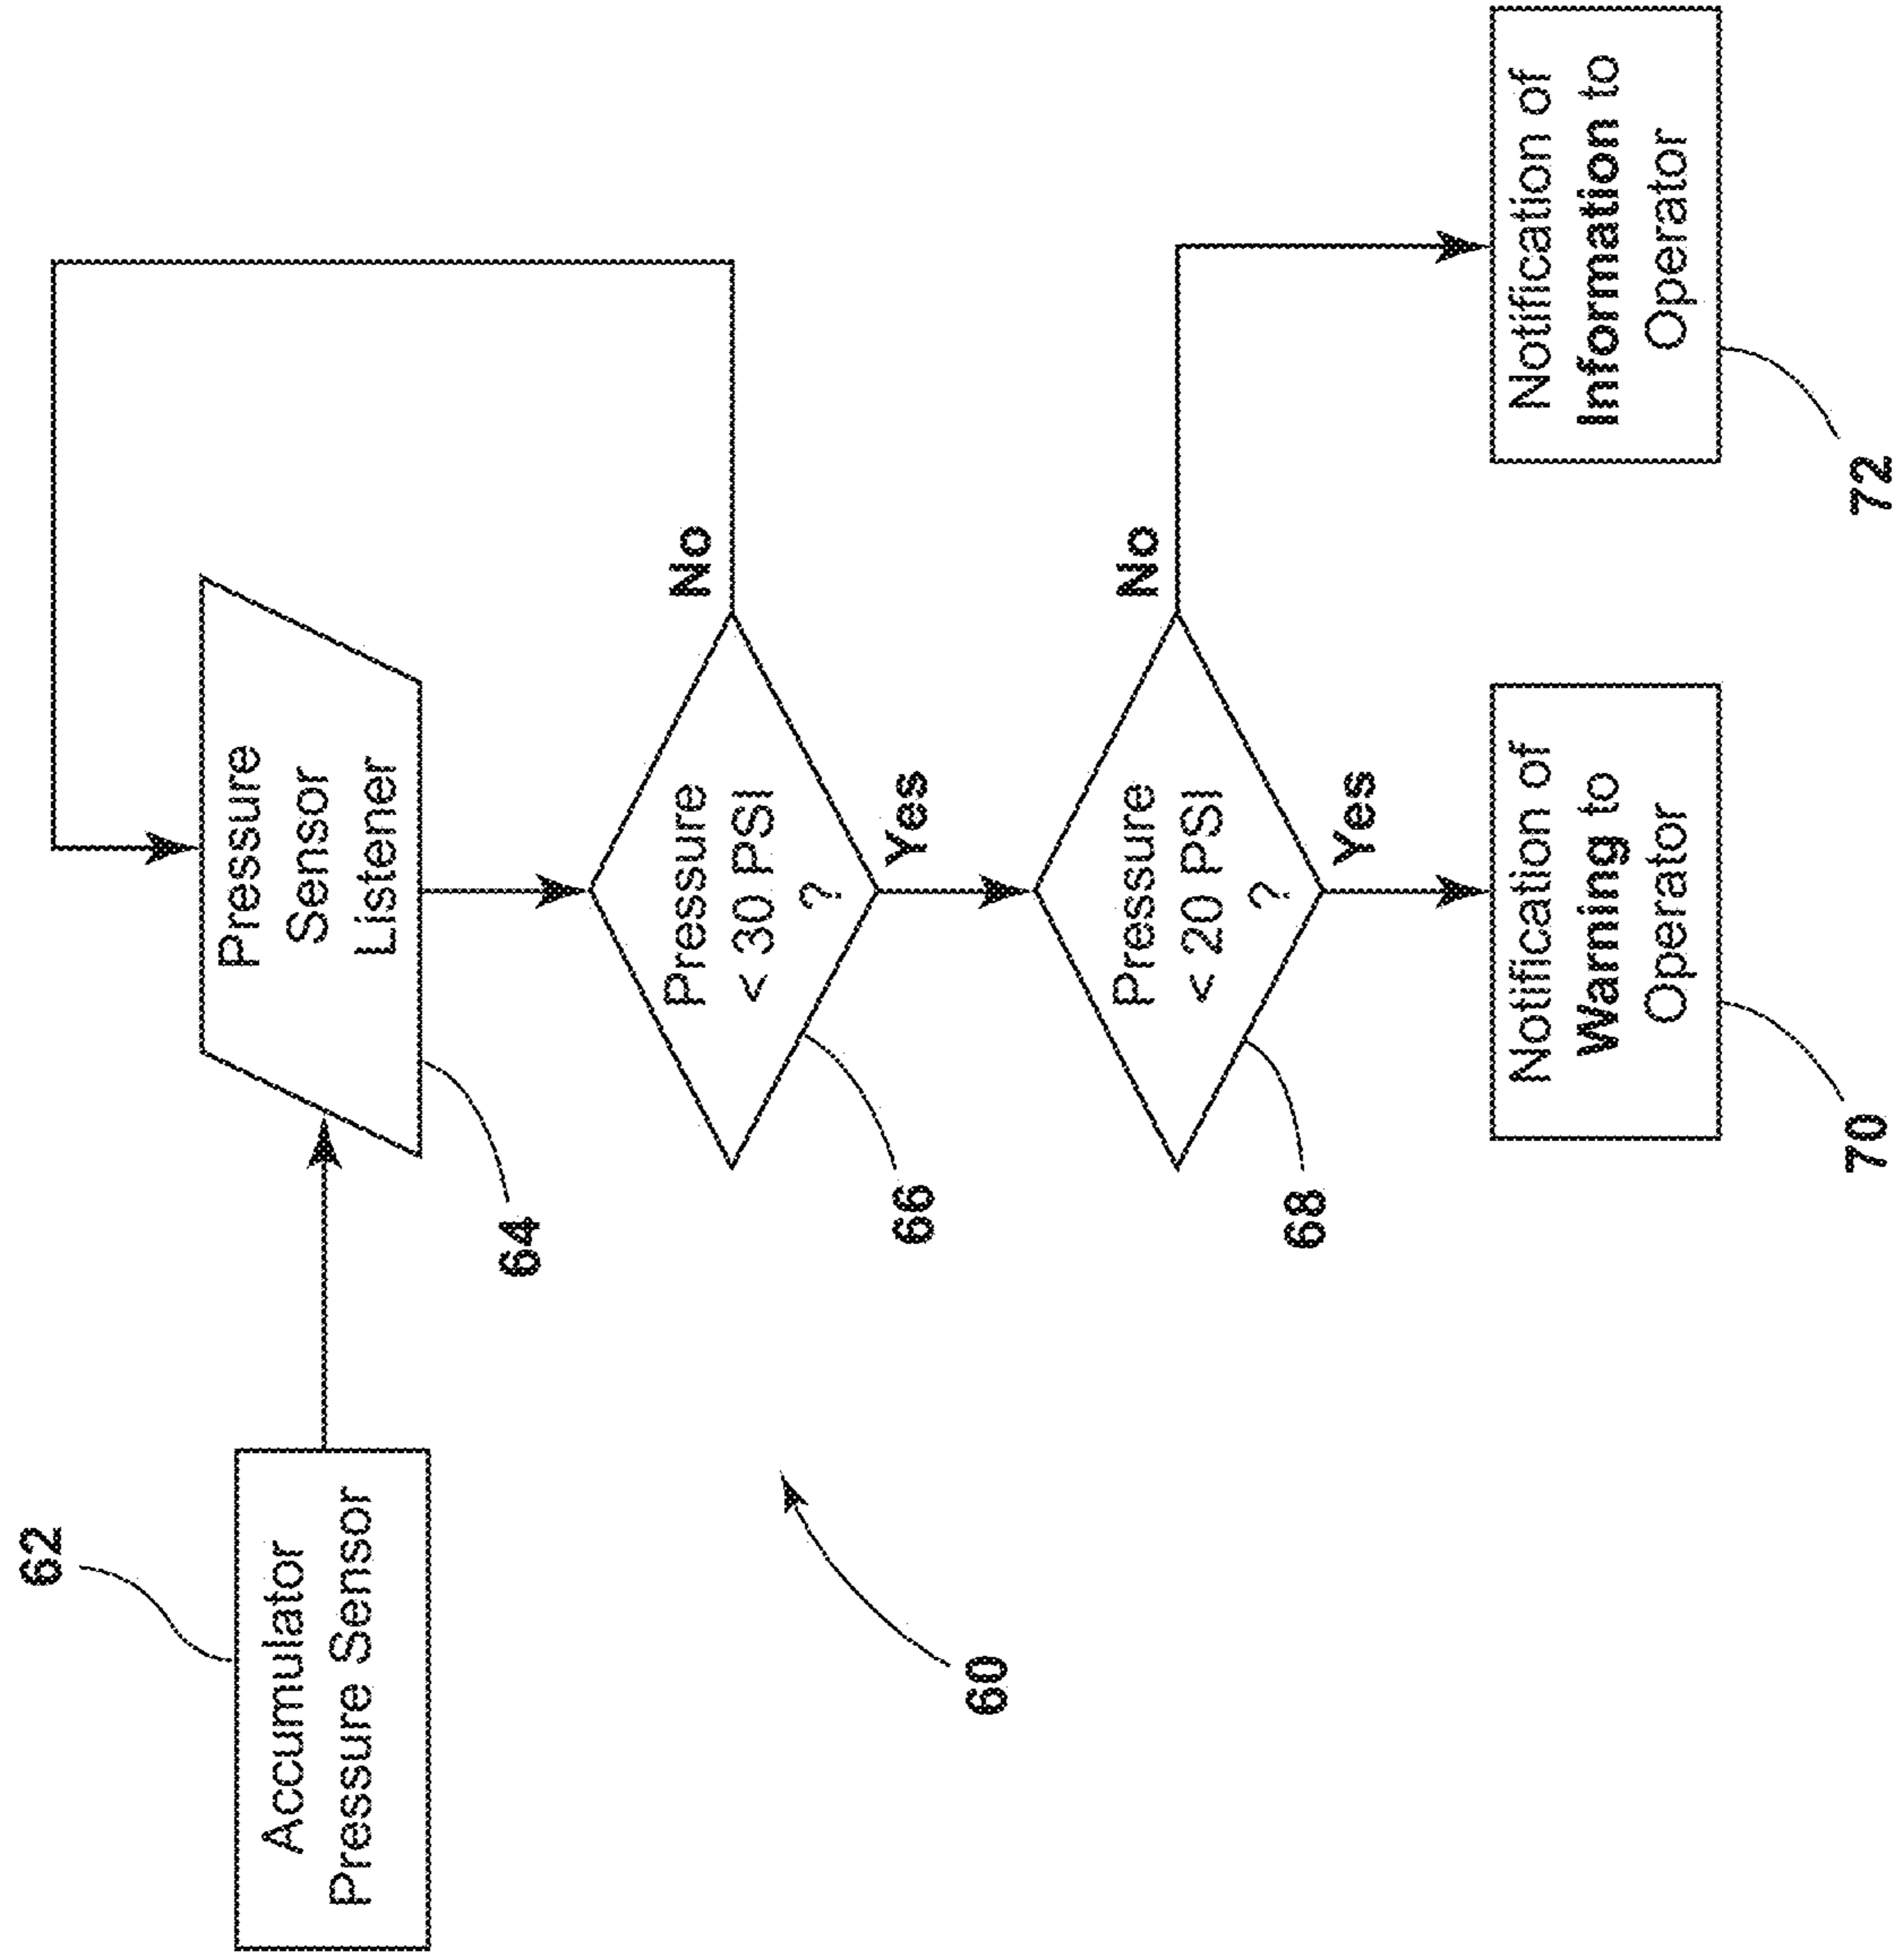 62
Accumulator
Pressure Sensor
Pressure
Sensor
Listener
64
Pressure
< 30 PSI
?
No
Yes
66
Pressure
< 20 PSI
?
No
Yes
68
60
Notification of
Warning to
Operator
70
Notification of
Information to
Operator
72